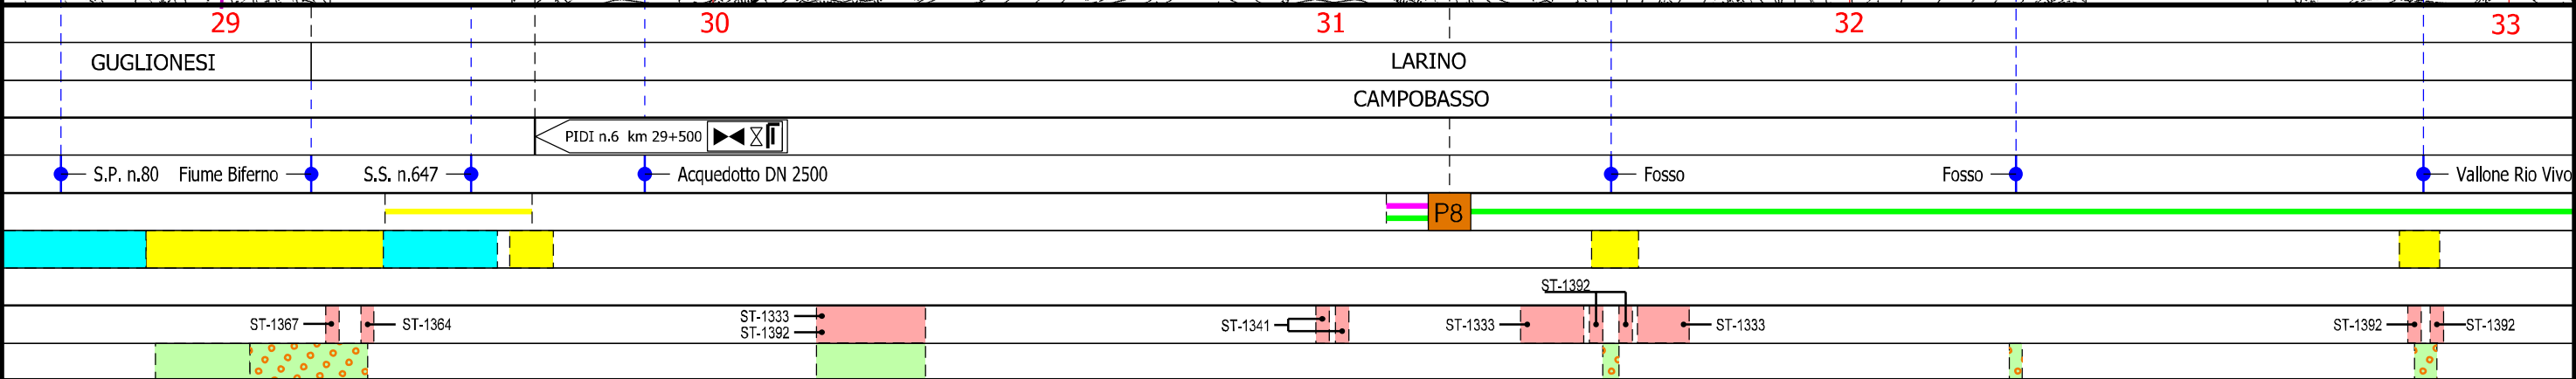 29 30 31 32 33
GUGLIONESI LARINO
CAMPOBASSO
PIDI n.6 km 29+500
S.P. n.80 Fiume Biferno S.S. n.647 Acquedotto DN 2500 Fosso Fosso Vallone Rio Vivo
P8
ST-1392
ST-1367 ST-1364 ST-1333 ST-1341 ST-1333 ST-1333 ST-1392 ST-1392
ST-1392